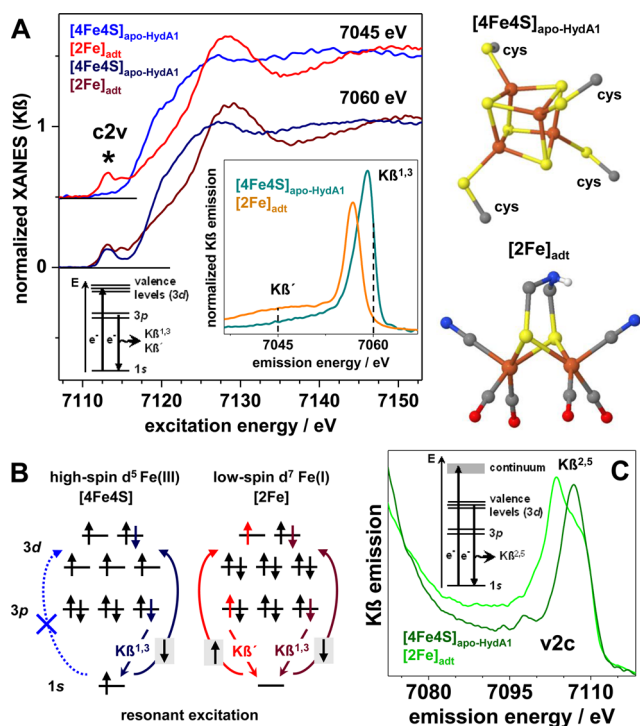 A
[4Fe4S]apo-HydA1
[2Fe]adt
[4Fe4S]apo-HydA1
[2Fe]adt
7045 eV
c2v
*
7060 eV
normalized XANES (Kß)
1
0
[4Fe4S]apo-HydA1
[2Fe]adt
Kß1,3
Kß´
normalized Kß emission
7045
7060
emission energy / eV
E
valence
levels (3d)
3p
e-
e-
Kß1,3
Kß´
1s
7110
7120
7130
7140
7150
excitation energy / eV
[4Fe4S]apo-HydA1
cys
cys
cys
cys
[2Fe]adt
B
high-spin d5 Fe(III)
[4Fe4S]
low-spin d7 Fe(I)
[2Fe]
3d
3p
1s
Kß1,3
Kß´
Kß1,3
resonant excitation
C
E
continuum
valence
levels (3d)
3p
e-
e-
Kß2,5
1s
Kß2,5
Kß emission
[4Fe4S]apo-HydA1
[2Fe]adt
v2c
7080
7095
7110
emission energy / eV